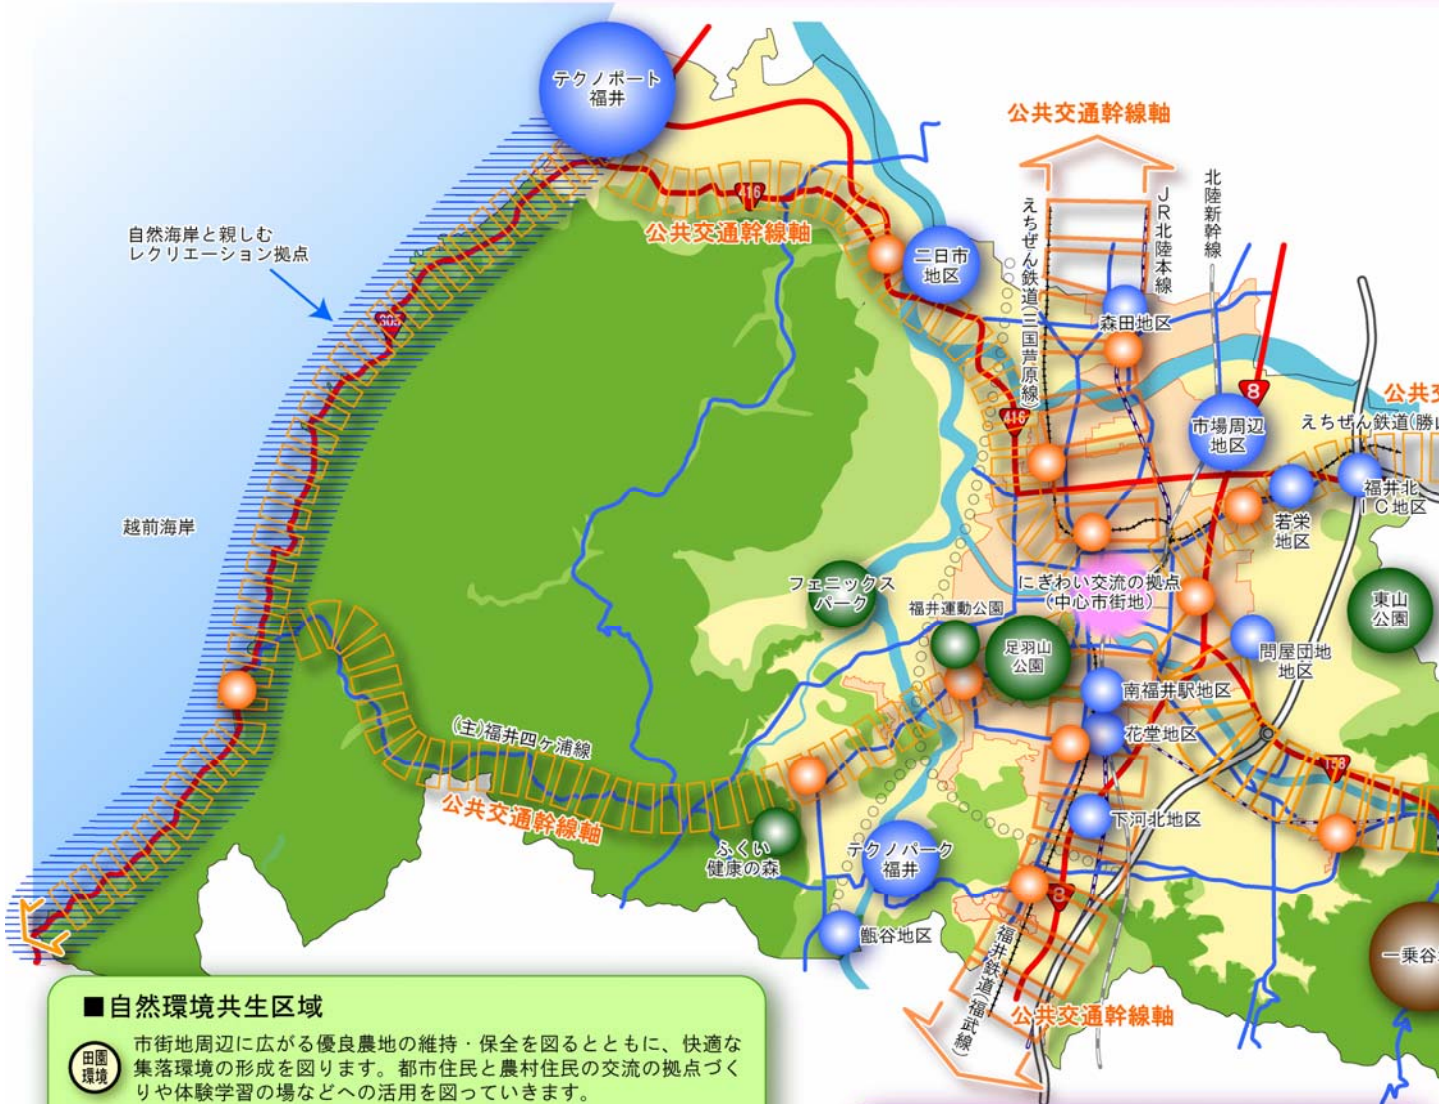 テクノポート
福井
公共交通幹線軸
416
公共交通幹線軸
自然海岸と親しむ
レクリエーション拠点
305
二日市
地区
えちぜん鉄道(三国芦原線)
JR北陸本線
北陸新幹線
森田地区
416
8
市場周辺
地区
えちぜん鉄道(勝
福井北
IC地区
若栄
地区
越前海岸
フェニックス
パーク
福井運動公園
にぎわい交流の拠点
(中心市街地)
足羽山
公園
東山
公園
問屋団地
地区
南福井駅地区
花堂地区
158
(主)福井四ヶ浦線
公共交通幹線軸
下河北地区
ふくい
健康の森
テクノパーク
福井
8
甑谷地区
福井鉄道(福武線)
一乗谷
公共交通幹線軸
■自然環境共生区域
田園
環境
市街地周辺に広がる優良農地の維持・保全を図るとともに、快適な
集落環境の形成を図ります。都市住民と農村住民の交流の拠点づく
りや体験学習の場などへの活用を図っていきます。